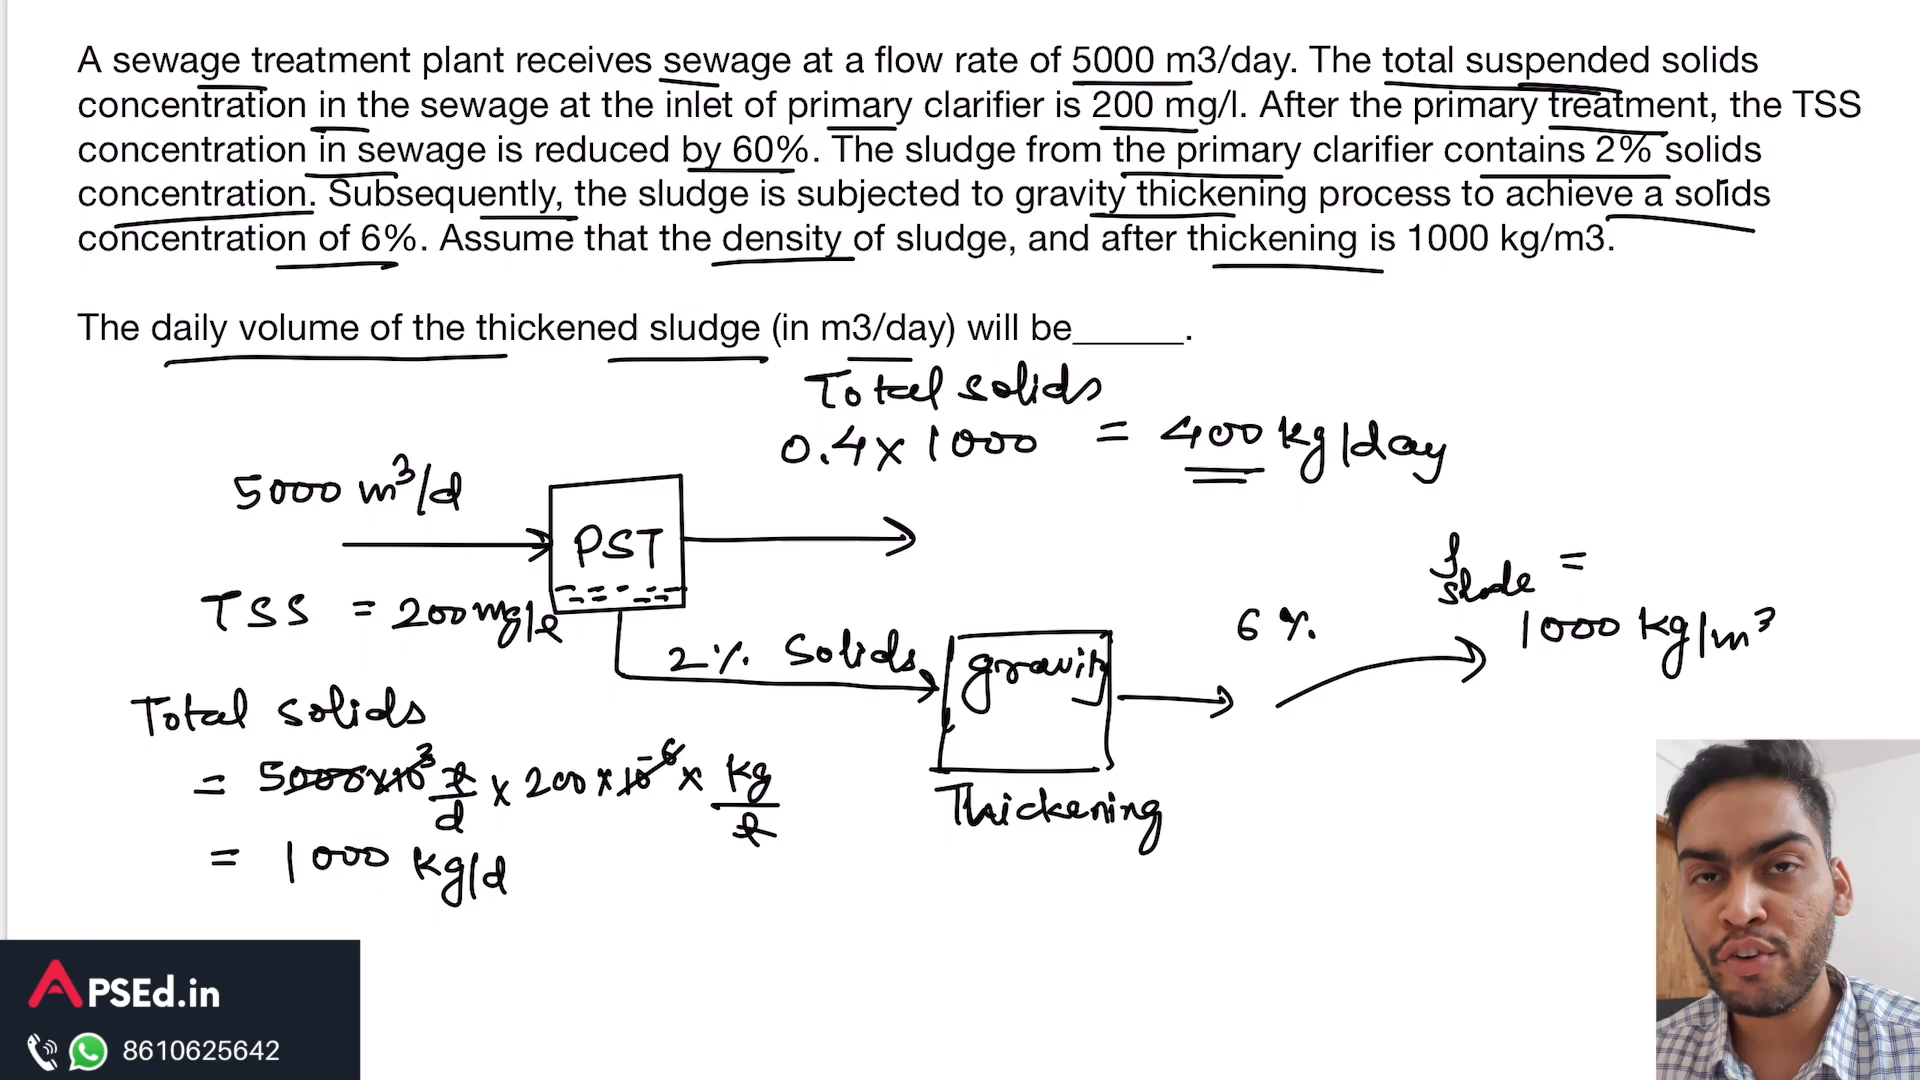 A sewage treatment plant receives sewage at a flow rate of 5000 m3/day. The total suspended solids
concentration in the sewage at the inlet of primary clarifier is 200 mg/l. After the primary treatment, the TSS
concentration in sewage is reduced by 60%. The sludge from the primary clarifier contains 2% solids
concentration. Subsequently, the sludge is subjected to gravity thickening process to achieve a solids
concentration of 6%. Assume that the density of sludge, and after thickening is 1000 kg/m3.
The daily volume of the thickened sludge (in m3/day) will be______.
Total solids
0.4 x 1000 = 400 kg/day
5000 m³/d
PST
TSS = 200 mg/l
2% Solids
gravity
Thickening
6%
=
1000 kg/m³
Total solids
= 5000x10³ l/d x 200 x 10⁻⁶ x kg/l
= 1000 kg/d
APSEd.in
8610625642